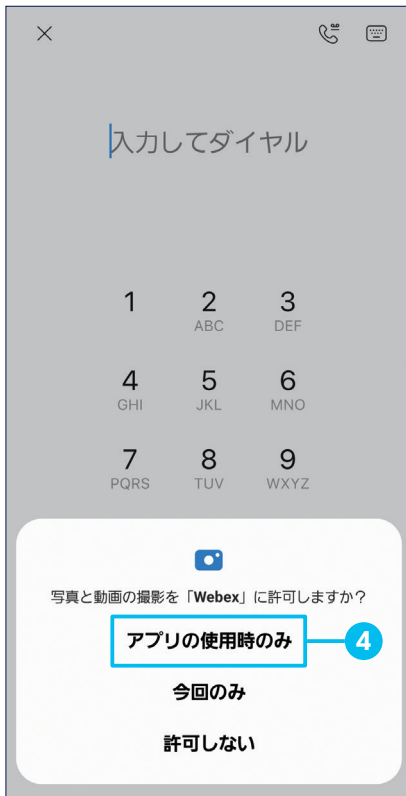 入力してダイヤル
1 2 3
ABC DEF
4 5 6
GHI JKL MNO
7 8 9
PQRS TUV WXYZ
写真と動画の撮影を「Webex」に許可しますか？
アプリの使用時のみ 4
今回のみ
許可しない